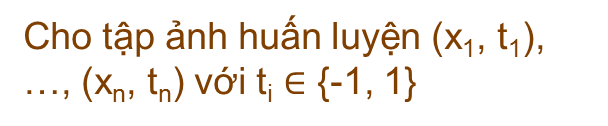 Cho tập ảnh huấn luyện (x₁, t₁),
…, (xₙ, tₙ) với tᵢ ∈ {-1, 1}